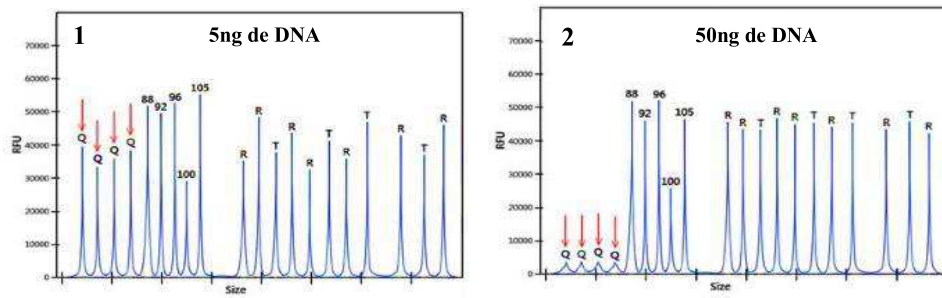 1 5ng de DNA
70000
60000
50000
40000
30000
20000
10000
0
RFU
Q Q Q Q 88 92 96 100 105 R R T R R T R T R T R
Size
2 50ng de DNA
70000
60000
50000
40000
30000
20000
10000
0
RFU
Q Q Q Q 88 92 96 100 105 R R T R R T R T R T R
Size